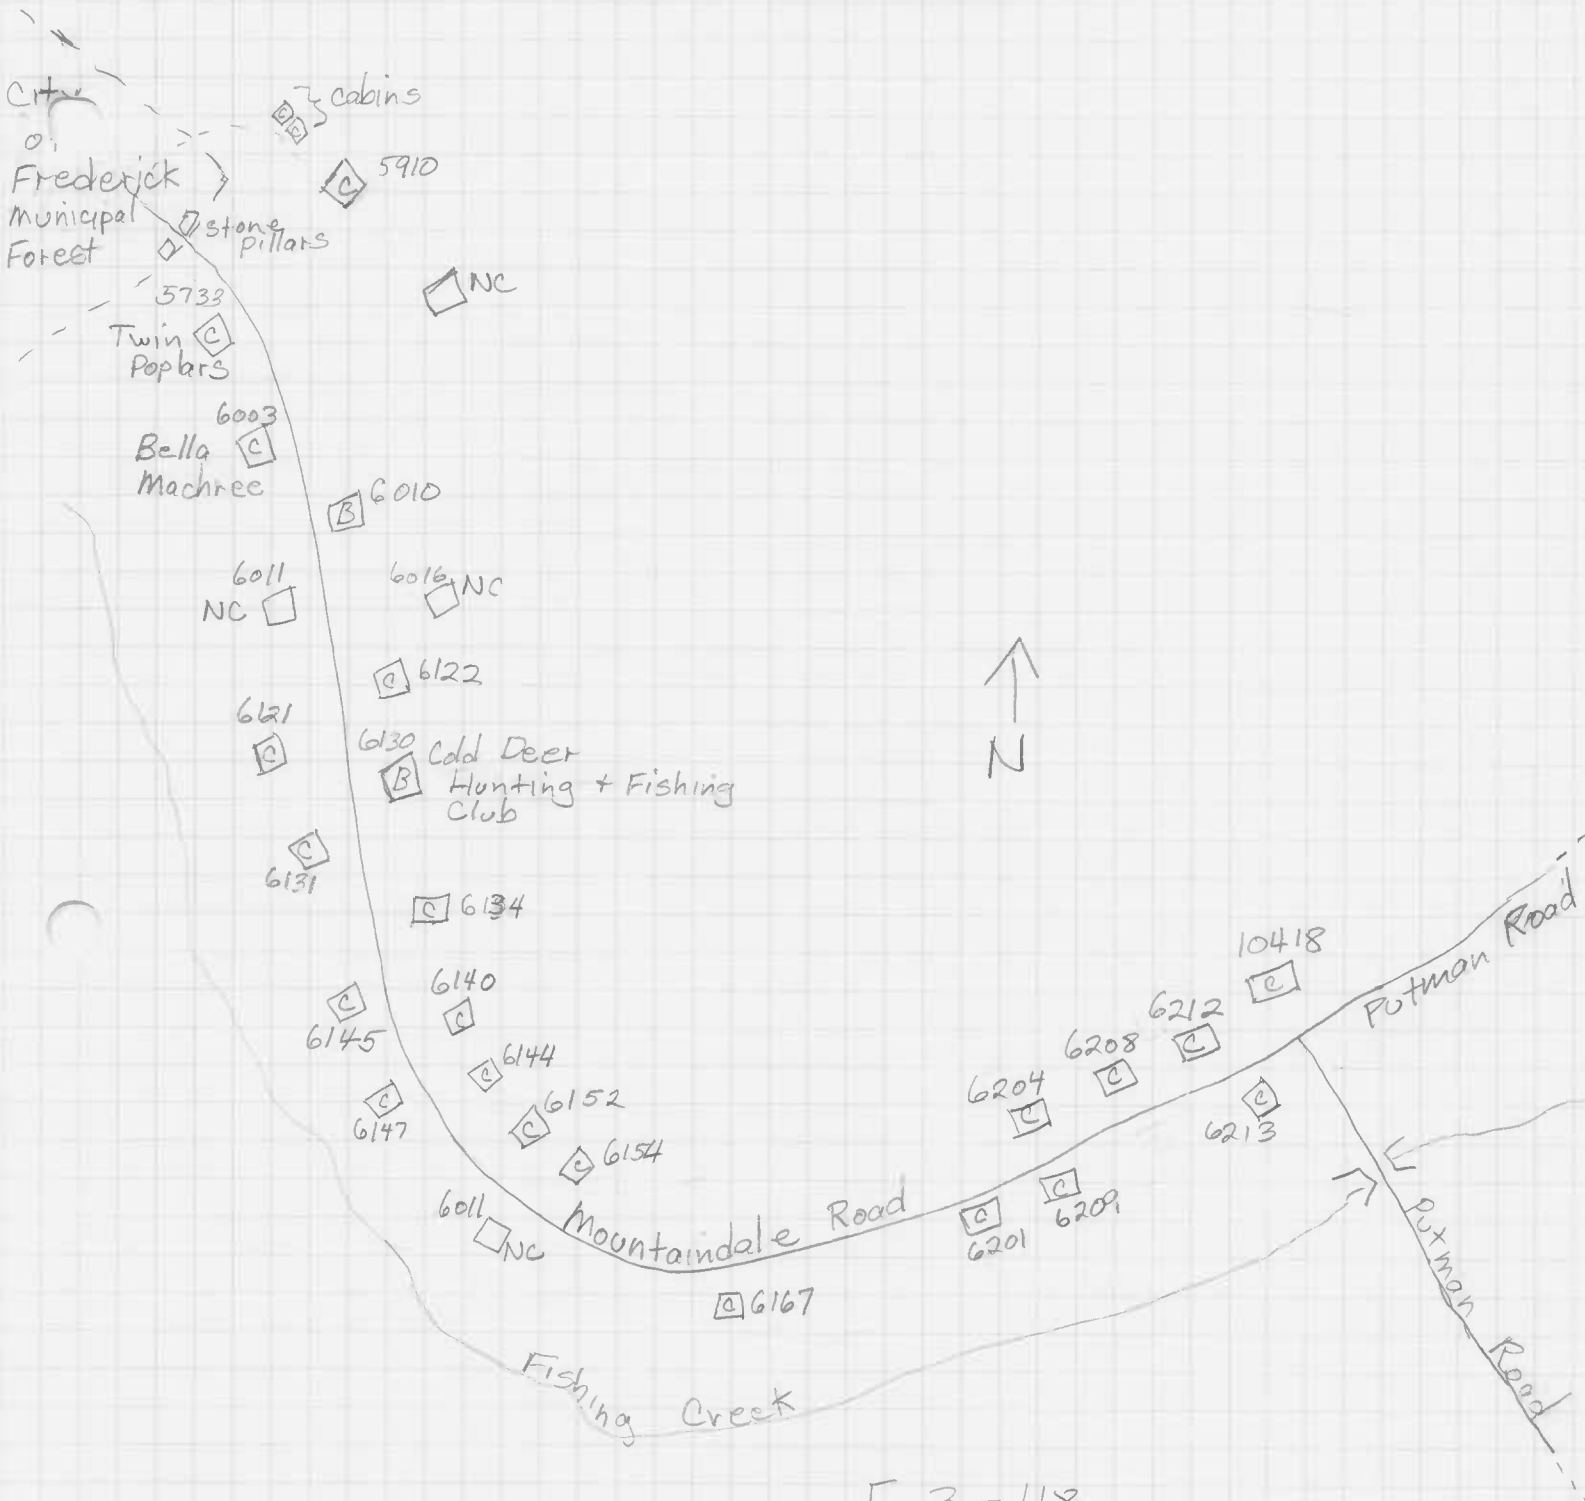 cabins
C
C
5910
C
Frederick
Municipal
Forest
stone
pillars
NC
5733
Twin
Poplars
C
6003
Bella
Machree
C
6010
B
6011
NC
6016
NC
6122
C
6121
C
6130
B
Cold Deer
Hunting + Fishing
Club
6131
C
6134
C
N
6140
C
6145
C
6144
C
6147
C
6152
C
6154
C
6011
NC
Mountaindale Road
6167
C
6201
C
6209
C
6204
C
6208
C
6212
C
10418
C
6213
C
Putman Road
Putman Road
Fishing Creek